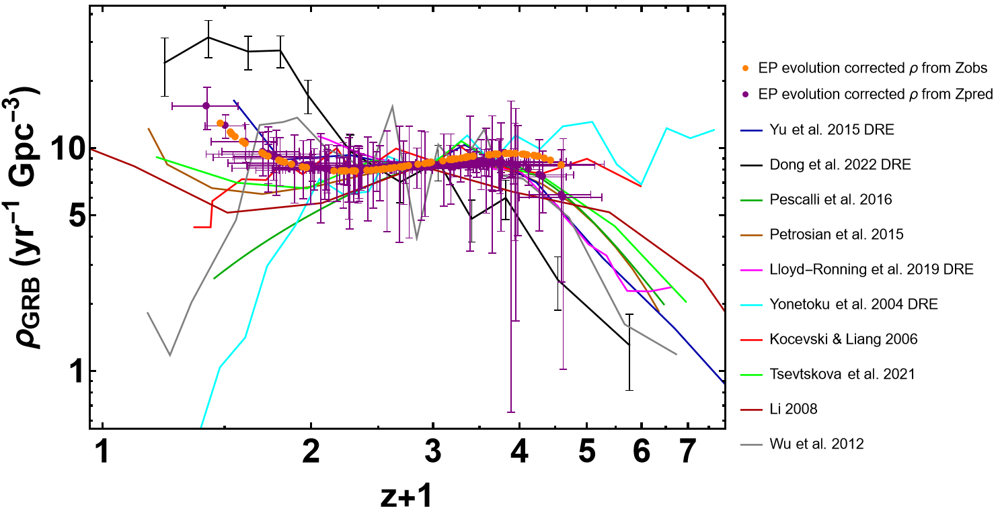 10
5
1
ρGRB (yr−1 Gpc−3)
1 2 3 4 5 6 7
z+1
EP evolution corrected ρ from Zobs
EP evolution corrected ρ from Zpred
Yu et al. 2015 DRE
Dong et al. 2022 DRE
Pescalli et al. 2016
Petrosian et al. 2015
Lloyd–Ronning et al. 2019 DRE
Yonetoku et al. 2004 DRE
Kocevski & Liang 2006
Tsevtskova et al. 2021
Li 2008
Wu et al. 2012